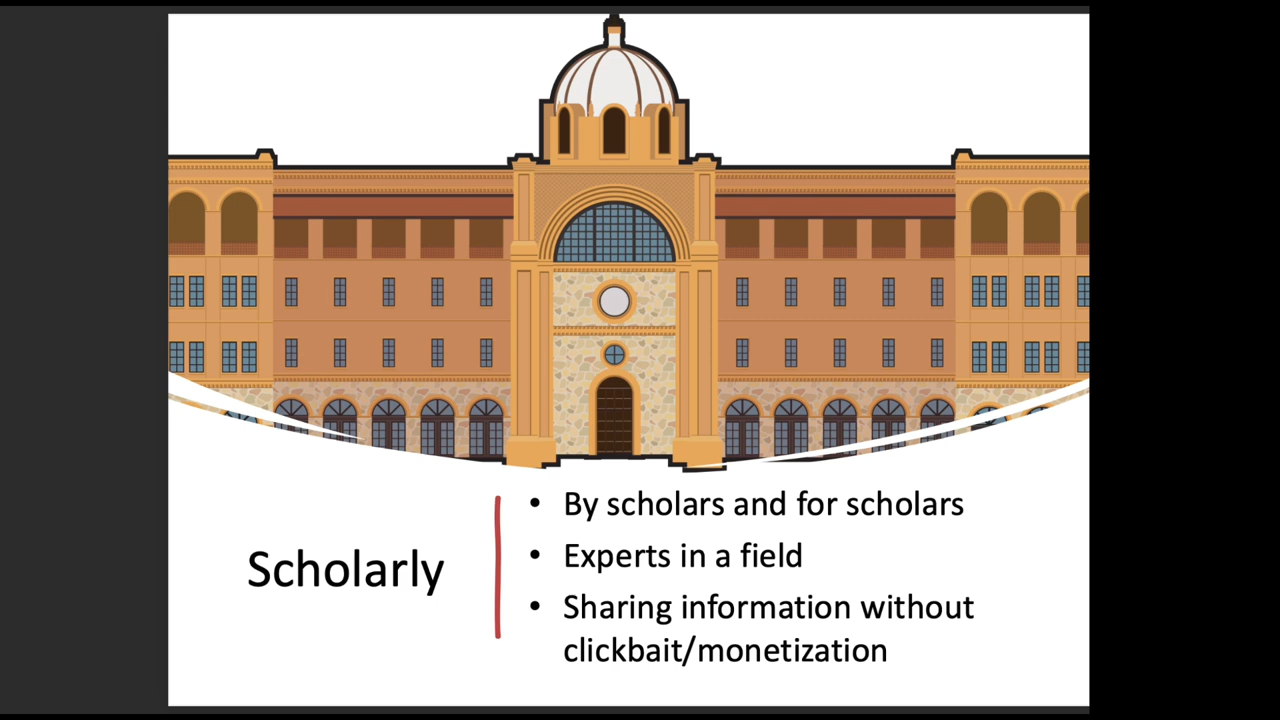 Scholarly
• By scholars and for scholars
• Experts in a field
• Sharing information without
clickbait/monetization